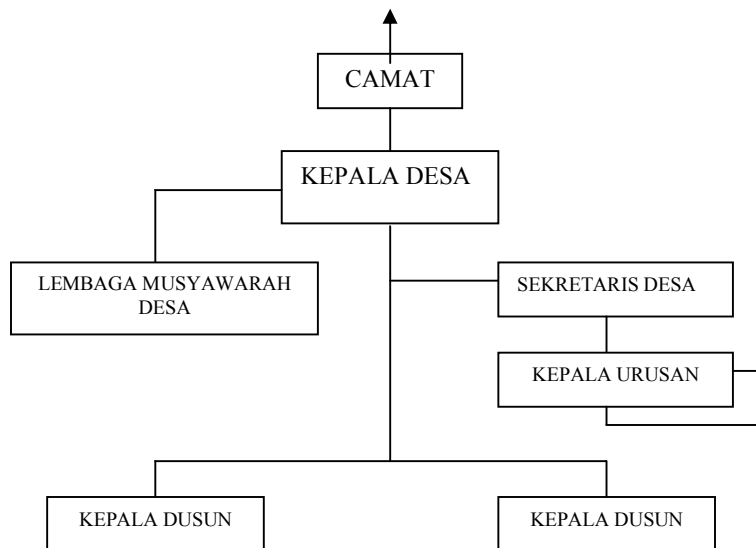 CAMAT
KEPALA DESA
LEMBAGA MUSYAWARAH
DESA
SEKRETARIS DESA
KEPALA URUSAN
KEPALA DUSUN
KEPALA DUSUN